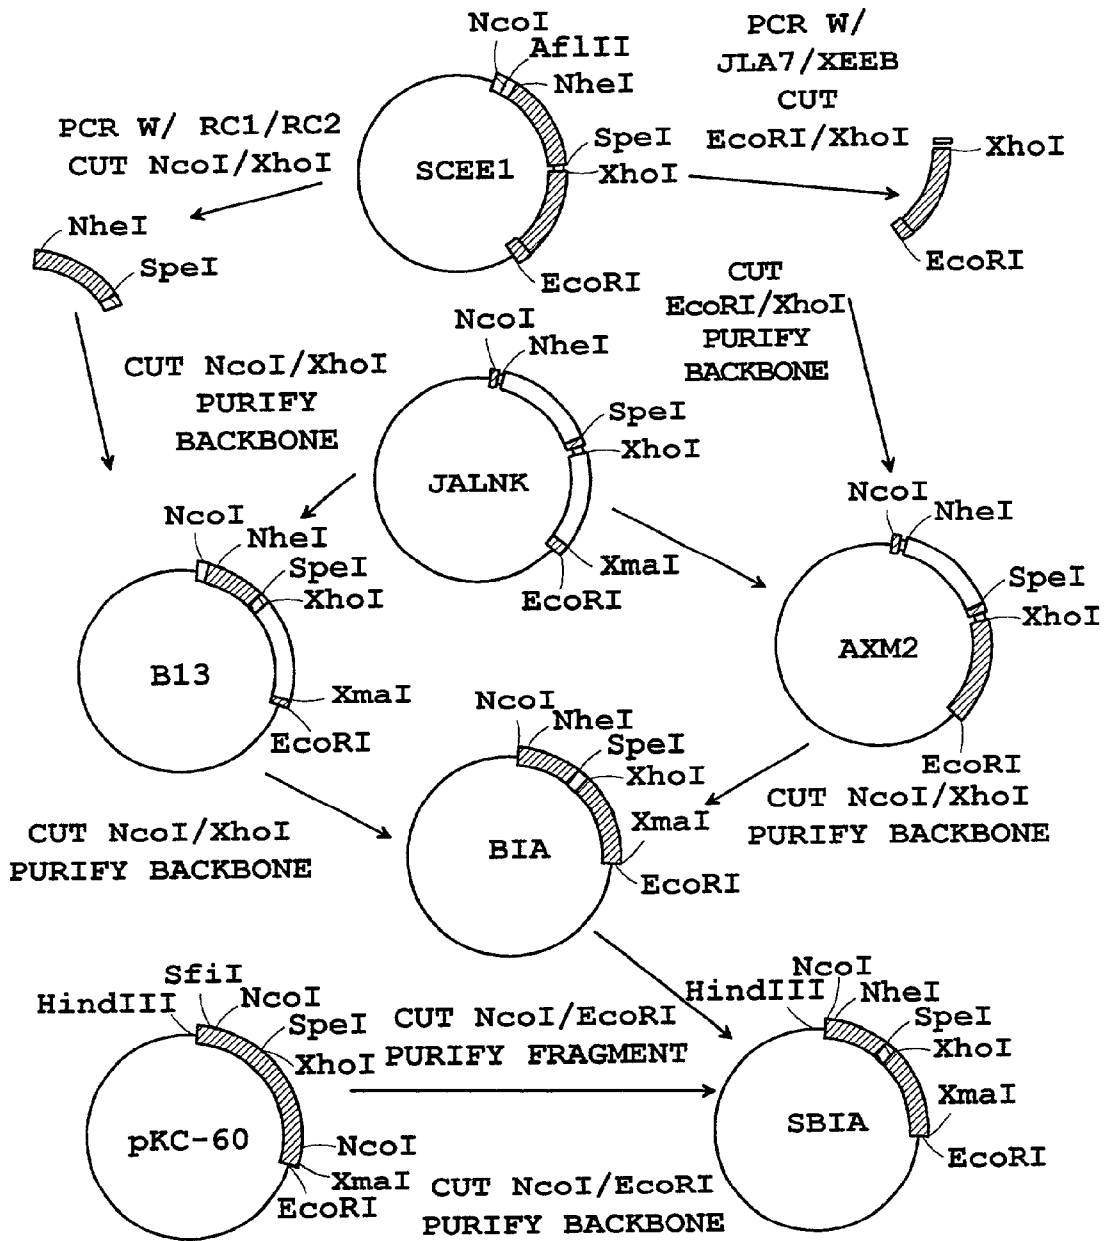 NcoI
AflII
NheI
PCR W/
JLA7/XEEB
CUT
EcoRI/XhoI
PCR W/ RC1/RC2
CUT NcoI/XhoI
SpeI
XhoI
SCEE1
XhoI
NheI
SpeI
EcoRI
EcoRI
CUT
EcoRI/XhoI
PURIFY
BACKBONE
NcoI
NheI
CUT NcoI/XhoI
PURIFY
BACKBONE
SpeI
XhoI
JALNK
XmaI
EcoRI
NcoI
NheI
SpeI
XhoI
B13
XmaI
EcoRI
NcoI
NheI
SpeI
XhoI
AXM2
EcoRI
NcoI
NheI
SpeI
XhoI
XmaI
BIA
EcoRI
CUT NcoI/XhoI
PURIFY BACKBONE
CUT NcoI/XhoI
PURIFY BACKBONE
SfiI
HindIII
NcoI
SpeI
XhoI
pKC-60
NcoI
XmaI
EcoRI
CUT NcoI/EcoRI
PURIFY FRAGMENT
CUT NcoI/EcoRI
PURIFY BACKBONE
NcoI
HindIII
NheI
SpeI
XhoI
XmaI
SBIA
EcoRI